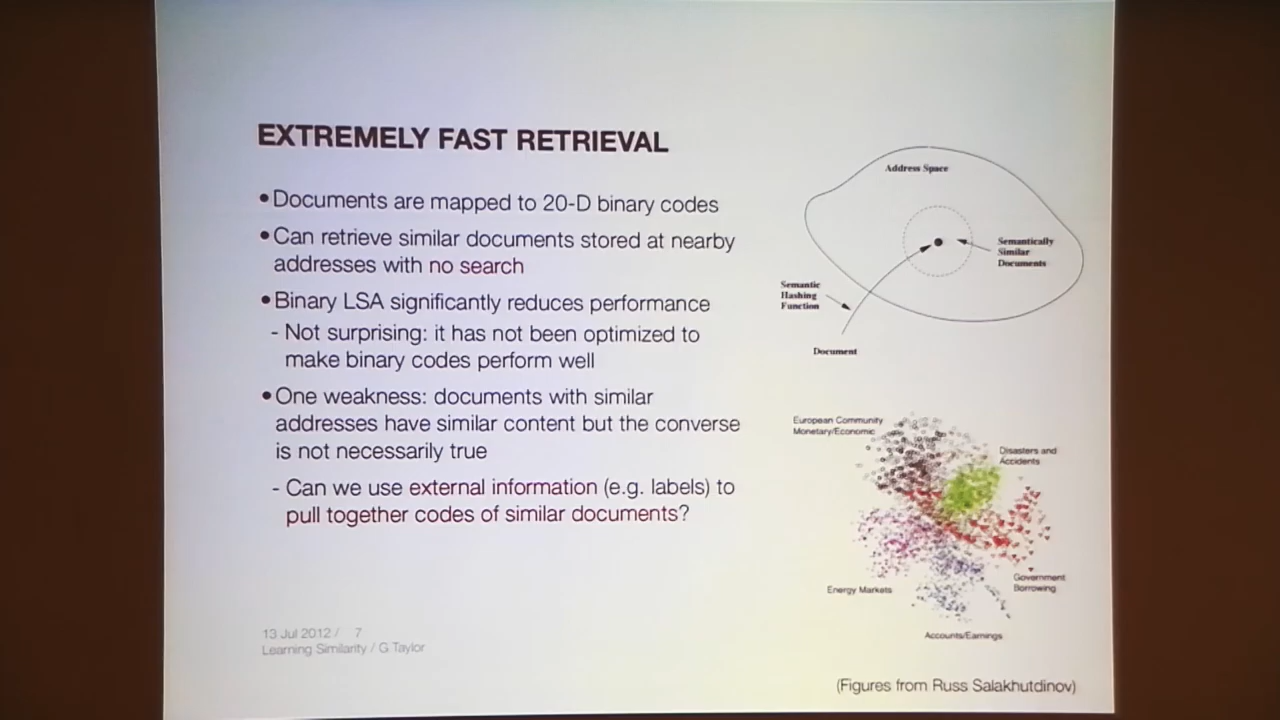 EXTREMELY FAST RETRIEVAL
•Documents are mapped to 20-D binary codes
•Can retrieve similar documents stored at nearby
addresses with no search
•Binary LSA significantly reduces performance
- Not surprising: it has not been optimized to
make binary codes perform well
•One weakness: documents with similar
addresses have similar content but the converse
is not necessarily true
- Can we use external information (e.g. labels) to
pull together codes of similar documents?
13 Jul 2012 / 7
Learning Similarity / G Taylor
Address Space
Semantically
Similar
Documents
Semantic
Hashing
Function
Document
European Community
Monetary/Economic
Disasters and
Accidents
Energy Markets
Government
Borrowing
Accounts/Earnings
(Figures from Russ Salakhutdinov)